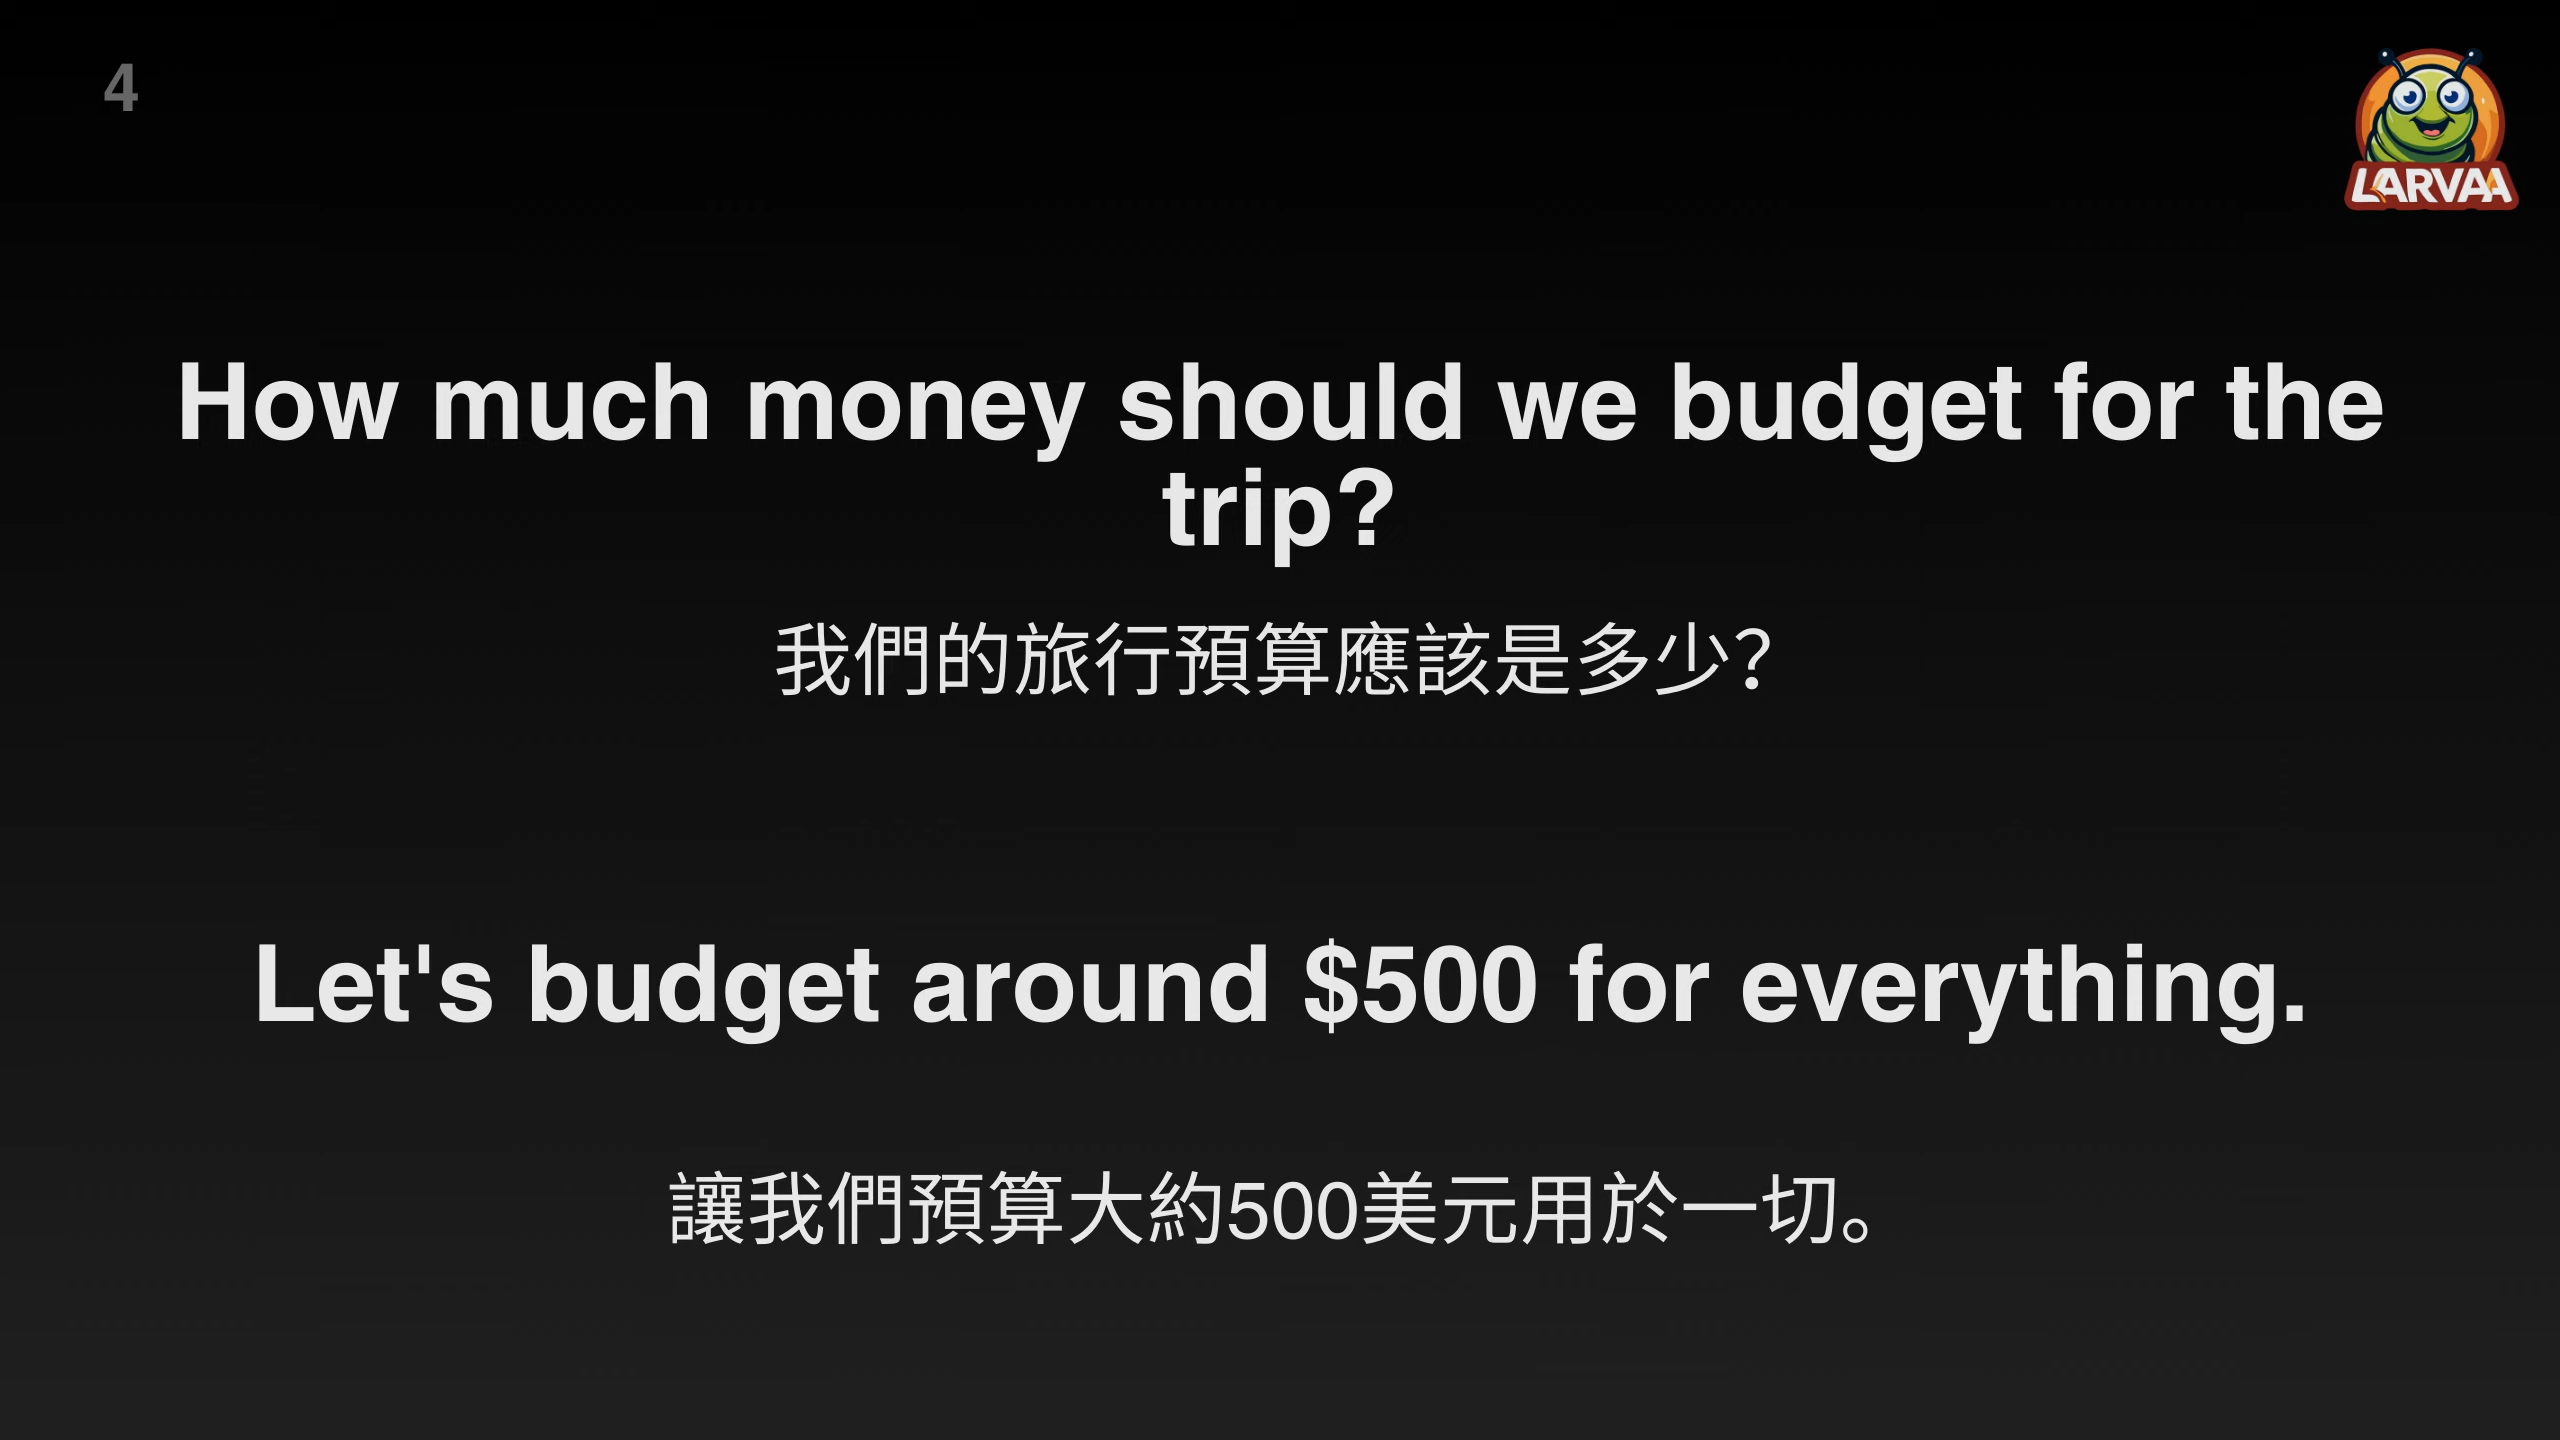 4
LARVAA
How much money should we budget for the
trip?
我們的旅行預算應該是多少?
Let's budget around $500 for everything.
讓我們預算大約500美元用於一切。